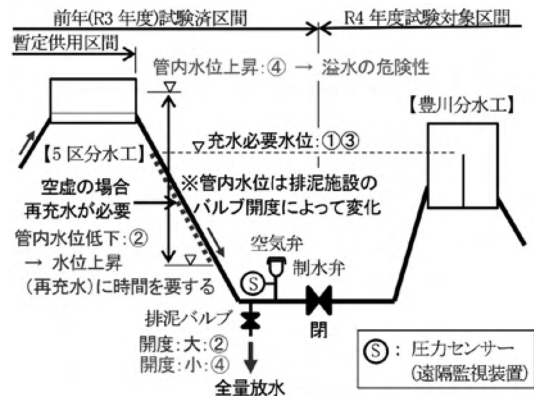 前年(R3 年度)試験済区間
R4 年度試験対象区間
暫定供用区間
管内水位上昇:④ → 溢水の危険性
【豊川分水工】
充水必要水位:①③
【5 区分水工】
空虚の場合
再充水が必要
※管内水位は排泥施設の
バルブ開度によって変化
管内水位低下:②
→ 水位上昇
(再充水)に時間を要する
空気弁
制水弁
S
排泥バルブ
閉
開度:大:②
開度:小:④
全量放水
S : 圧力センサー
(遠隔監視装置)